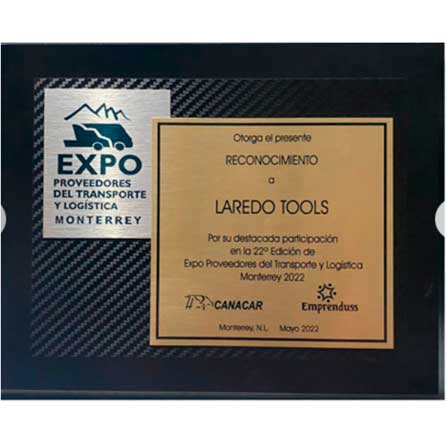 EXPO
PROVEEDORES
DEL TRANSPORTE
Y LOGÍSTICA
MONTERREY
Otorga el presente
RECONOCIMIENTO
a
LAREDO TOOLS
Por su destacada participación
en la 22ª Edición de
Expo Proveedores del Transporte y Logística
Monterrey 2022
CANACAR
Emprenduss
Monterrey, N.L. Mayo 2022